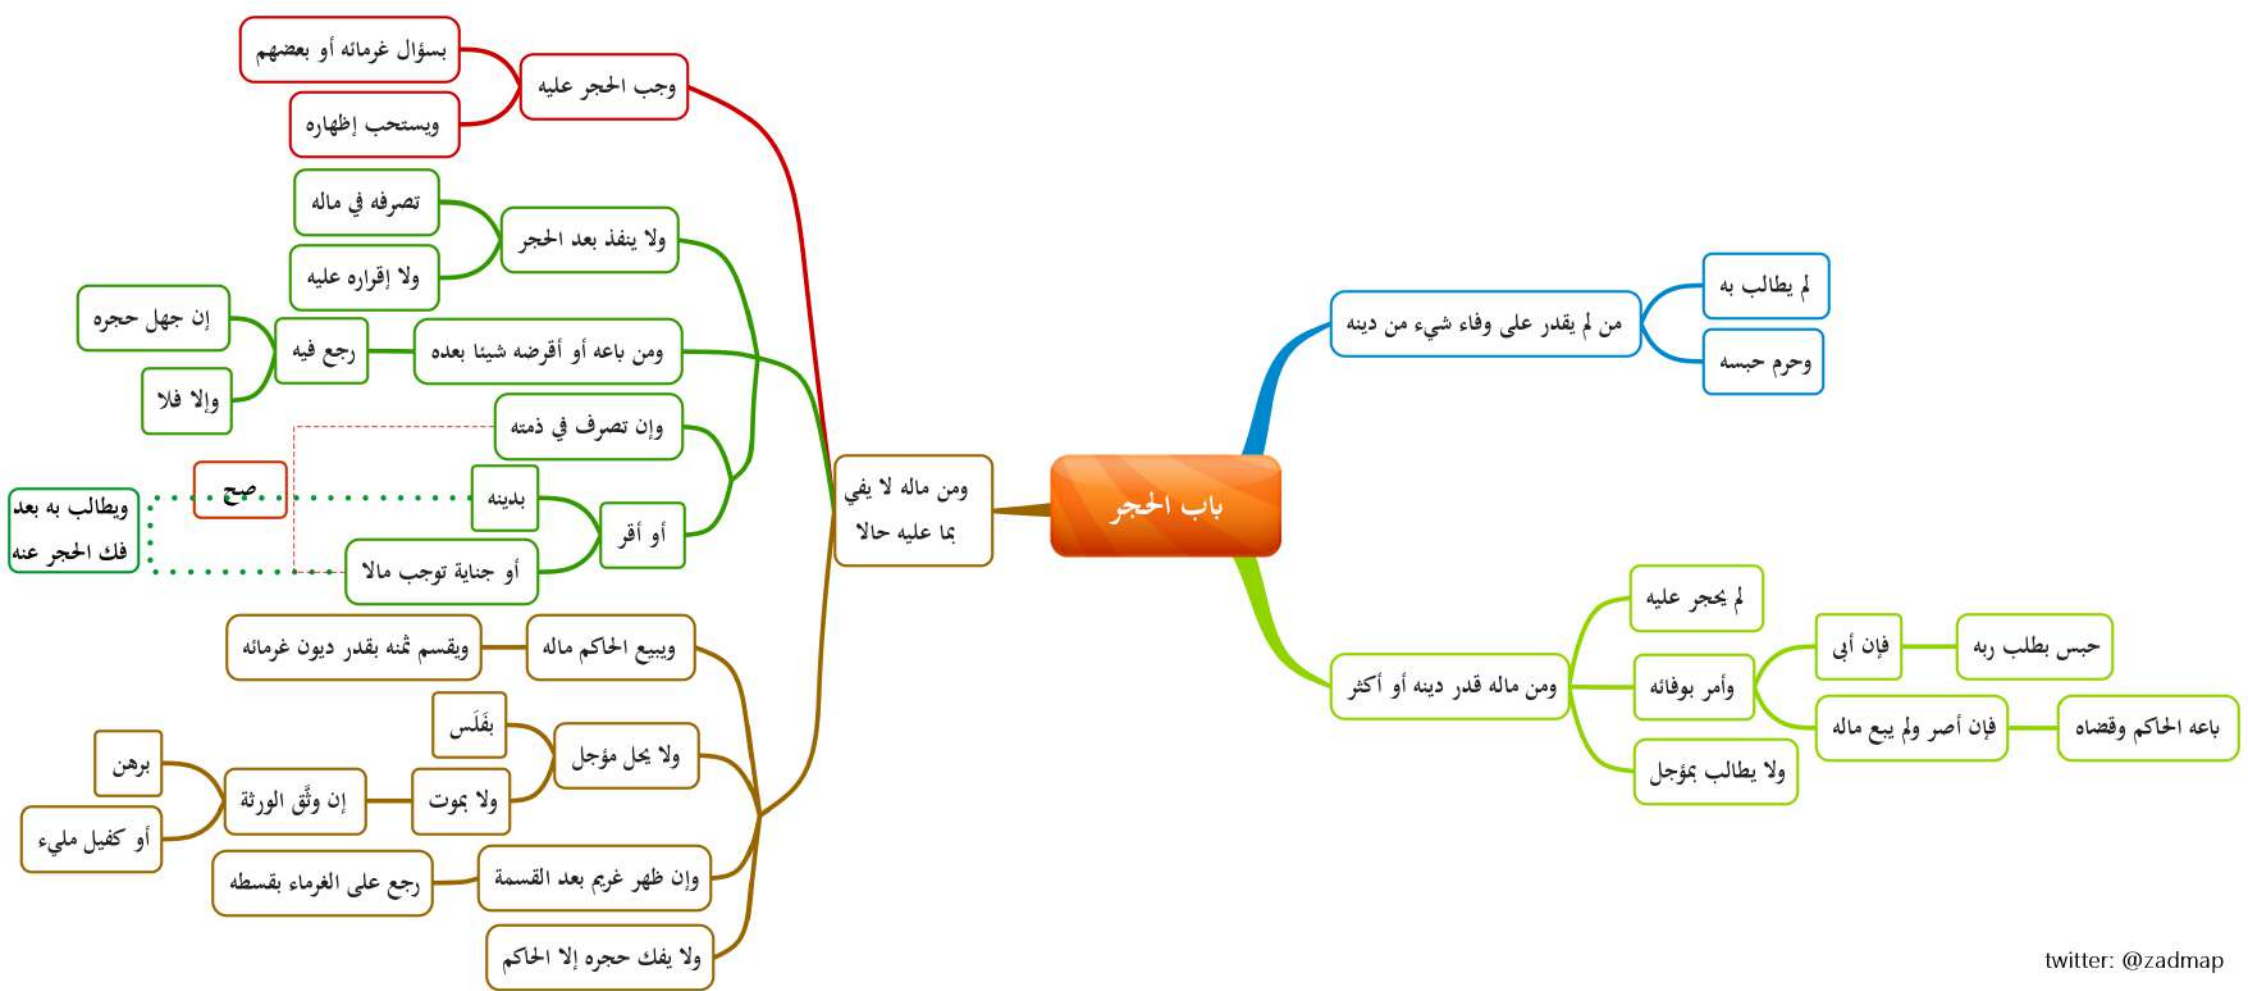 باب الحجر
من لم يقدر على وفاء شيء من دينه
لم يطالب به
وحرم حبسه
ومن ماله قدر دينه أو أكثر
لم يحجر عليه
وأمر بوفائه
فإن أبى
حبس بطلب ربه
فإن أصر ولم يبع ماله
باعه الحاكم وقضاه
ولا يطالب بمؤجل
ومن ماله لا يفي
بما عليه حالا
وجب الحجر عليه
بسؤال غرمائه أو بعضهم
ويستحب إظهاره
ولا ينفذ بعد الحجر
تصرفه في ماله
ولا إقراره عليه
ومن باعه أو أقرضه شيئا بعده
رجع فيه
إن جهل حجره
وإلا فلا
وإن تصرف في ذمته
أو أقر
بدينه
أو جناية توجب مالا
صح
ويطالب به بعد
فك الحجر عنه
ويبيع الحاكم ماله
ويقسم ثمنه بقدر ديون غرمائه
ولا يحل مؤجل
بفَلَس
ولا بموت
إن وثَّق الورثة
برهن
أو كفيل مليء
وإن ظهر غريم بعد القسمة
رجع على الغرماء بقسطه
ولا يفك حجره إلا الحاكم
twitter: @zadmap